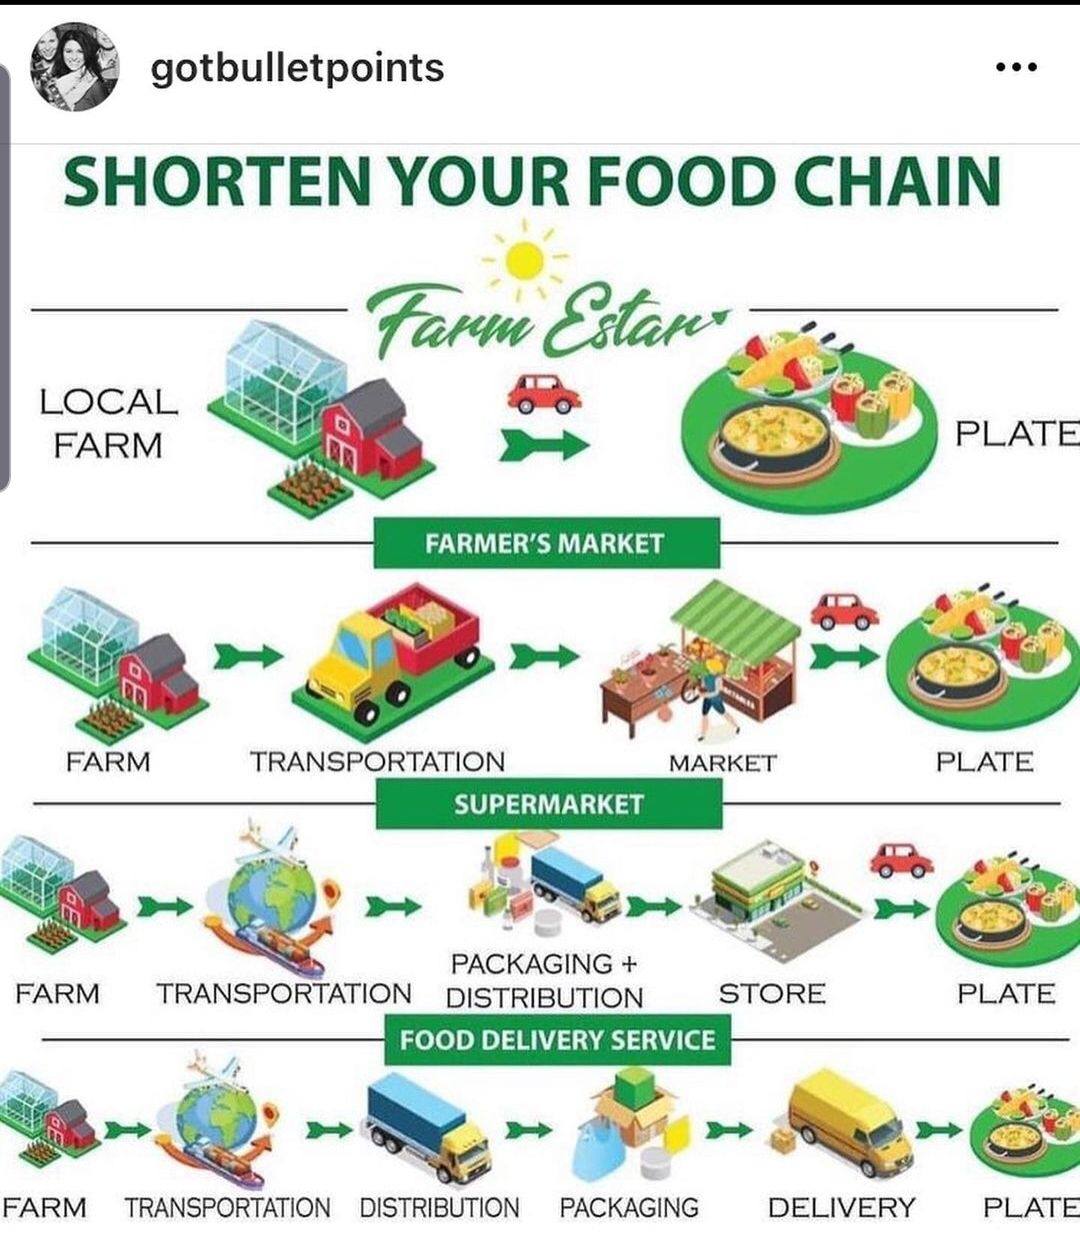 gotbulletpoints
SHORTEN YOUR FOOD CHAIN
Farm Estar
LOCAL
FARM
PLATE
FARMER'S MARKET
FARM
TRANSPORTATION
MARKET
PLATE
SUPERMARKET
FARM
TRANSPORTATION
PACKAGING +
DISTRIBUTION
STORE
PLATE
FOOD DELIVERY SERVICE
FARM
TRANSPORTATION
DISTRIBUTION
PACKAGING
DELIVERY
PLATE